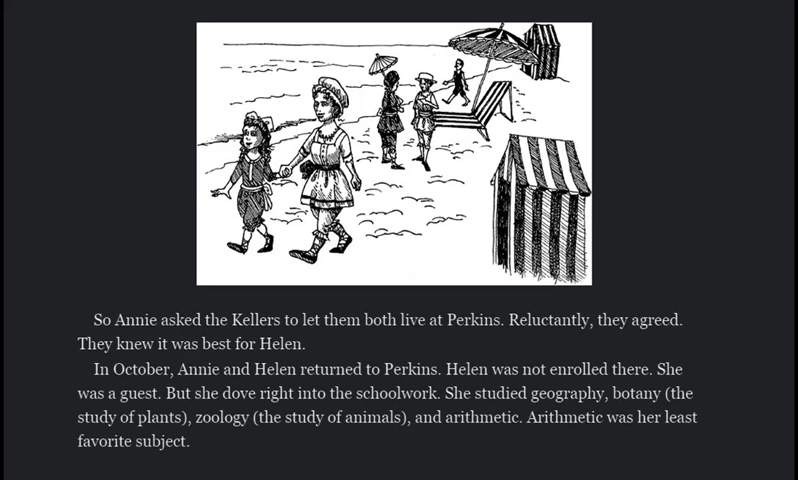 So Annie asked the Kellers to let them both live at Perkins. Reluctantly, they agreed.
They knew it was best for Helen.
In October, Annie and Helen returned to Perkins. Helen was not enrolled there. She
was a guest. But she dove right into the schoolwork. She studied geography, botany (the
study of plants), zoology (the study of animals), and arithmetic. Arithmetic was her least
favorite subject.